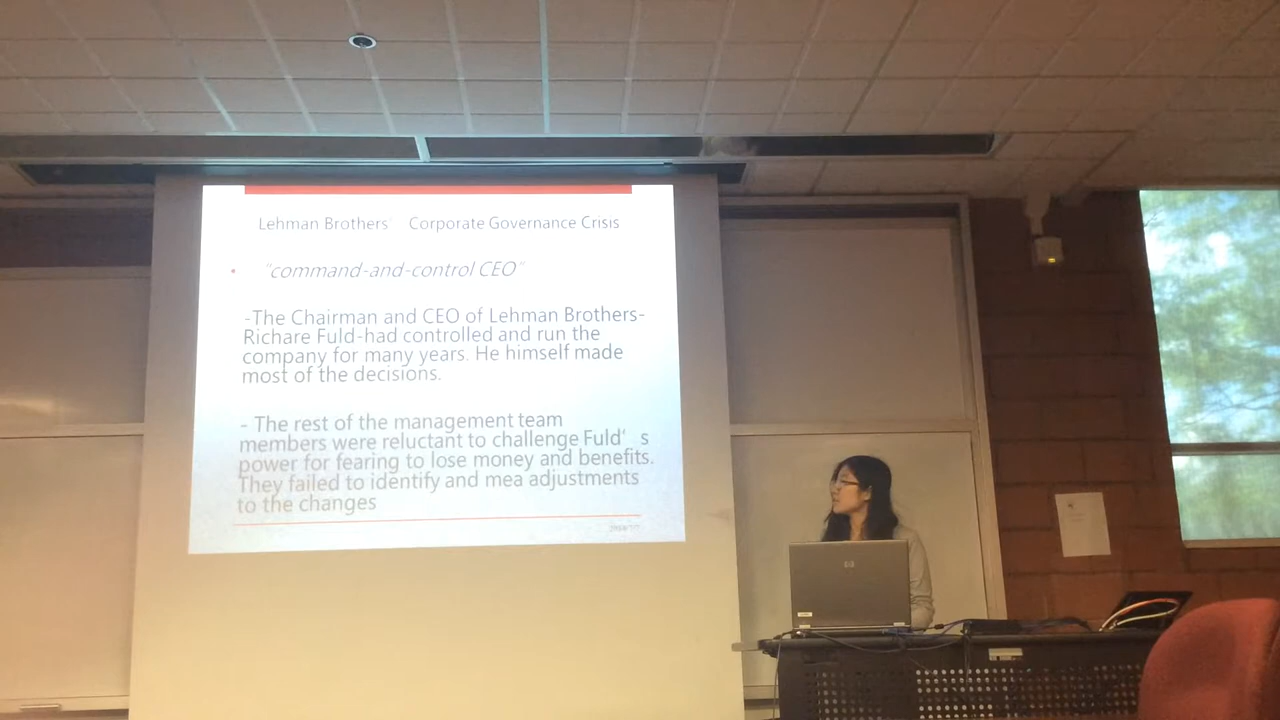 Lehman Brothers' Corporate Governance Crisis
• "command-and-control CEO"
-The Chairman and CEO of Lehman Brothers-
Richare Fuld-had controlled and run the
company for many years. He himself made
most of the decisions.
- The rest of the management team
members were reluctant to challenge Fuld' s
power for fearing to lose money and benefits.
They failed to identify and mea adjustments
to the changes
hp